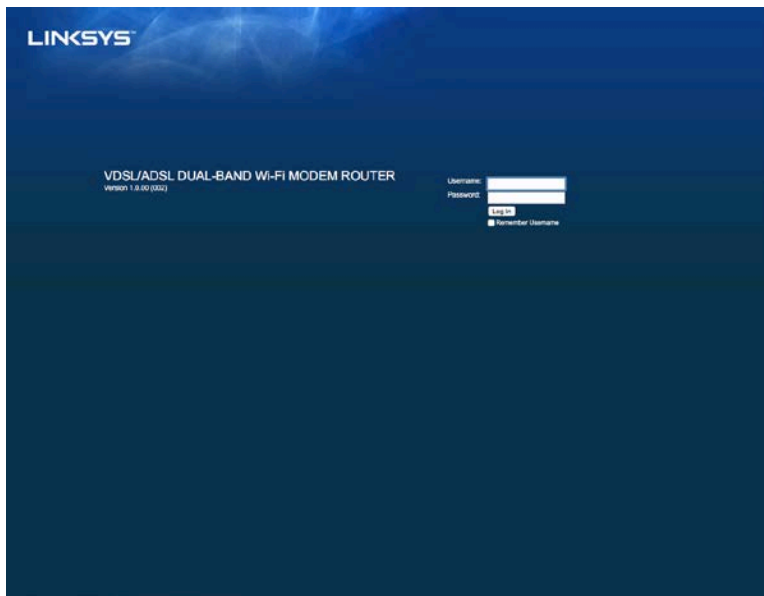 LINKSYS
VDSL/ADSL DUAL-BAND Wi-Fi MODEM ROUTER
Version 1.8.00 (002)
Username:
Password:
Log In
Remember Username